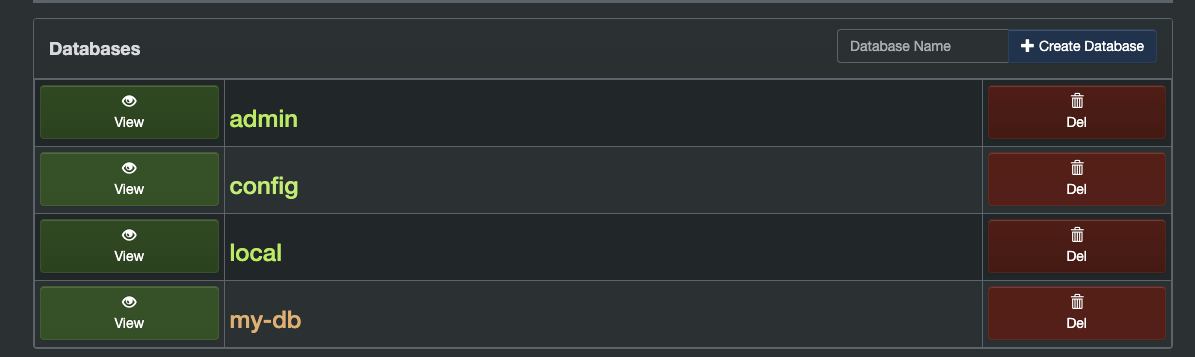 Databases
Database Name
Create Database
View
admin
Del
View
config
Del
View
local
Del
View
my-db
Del